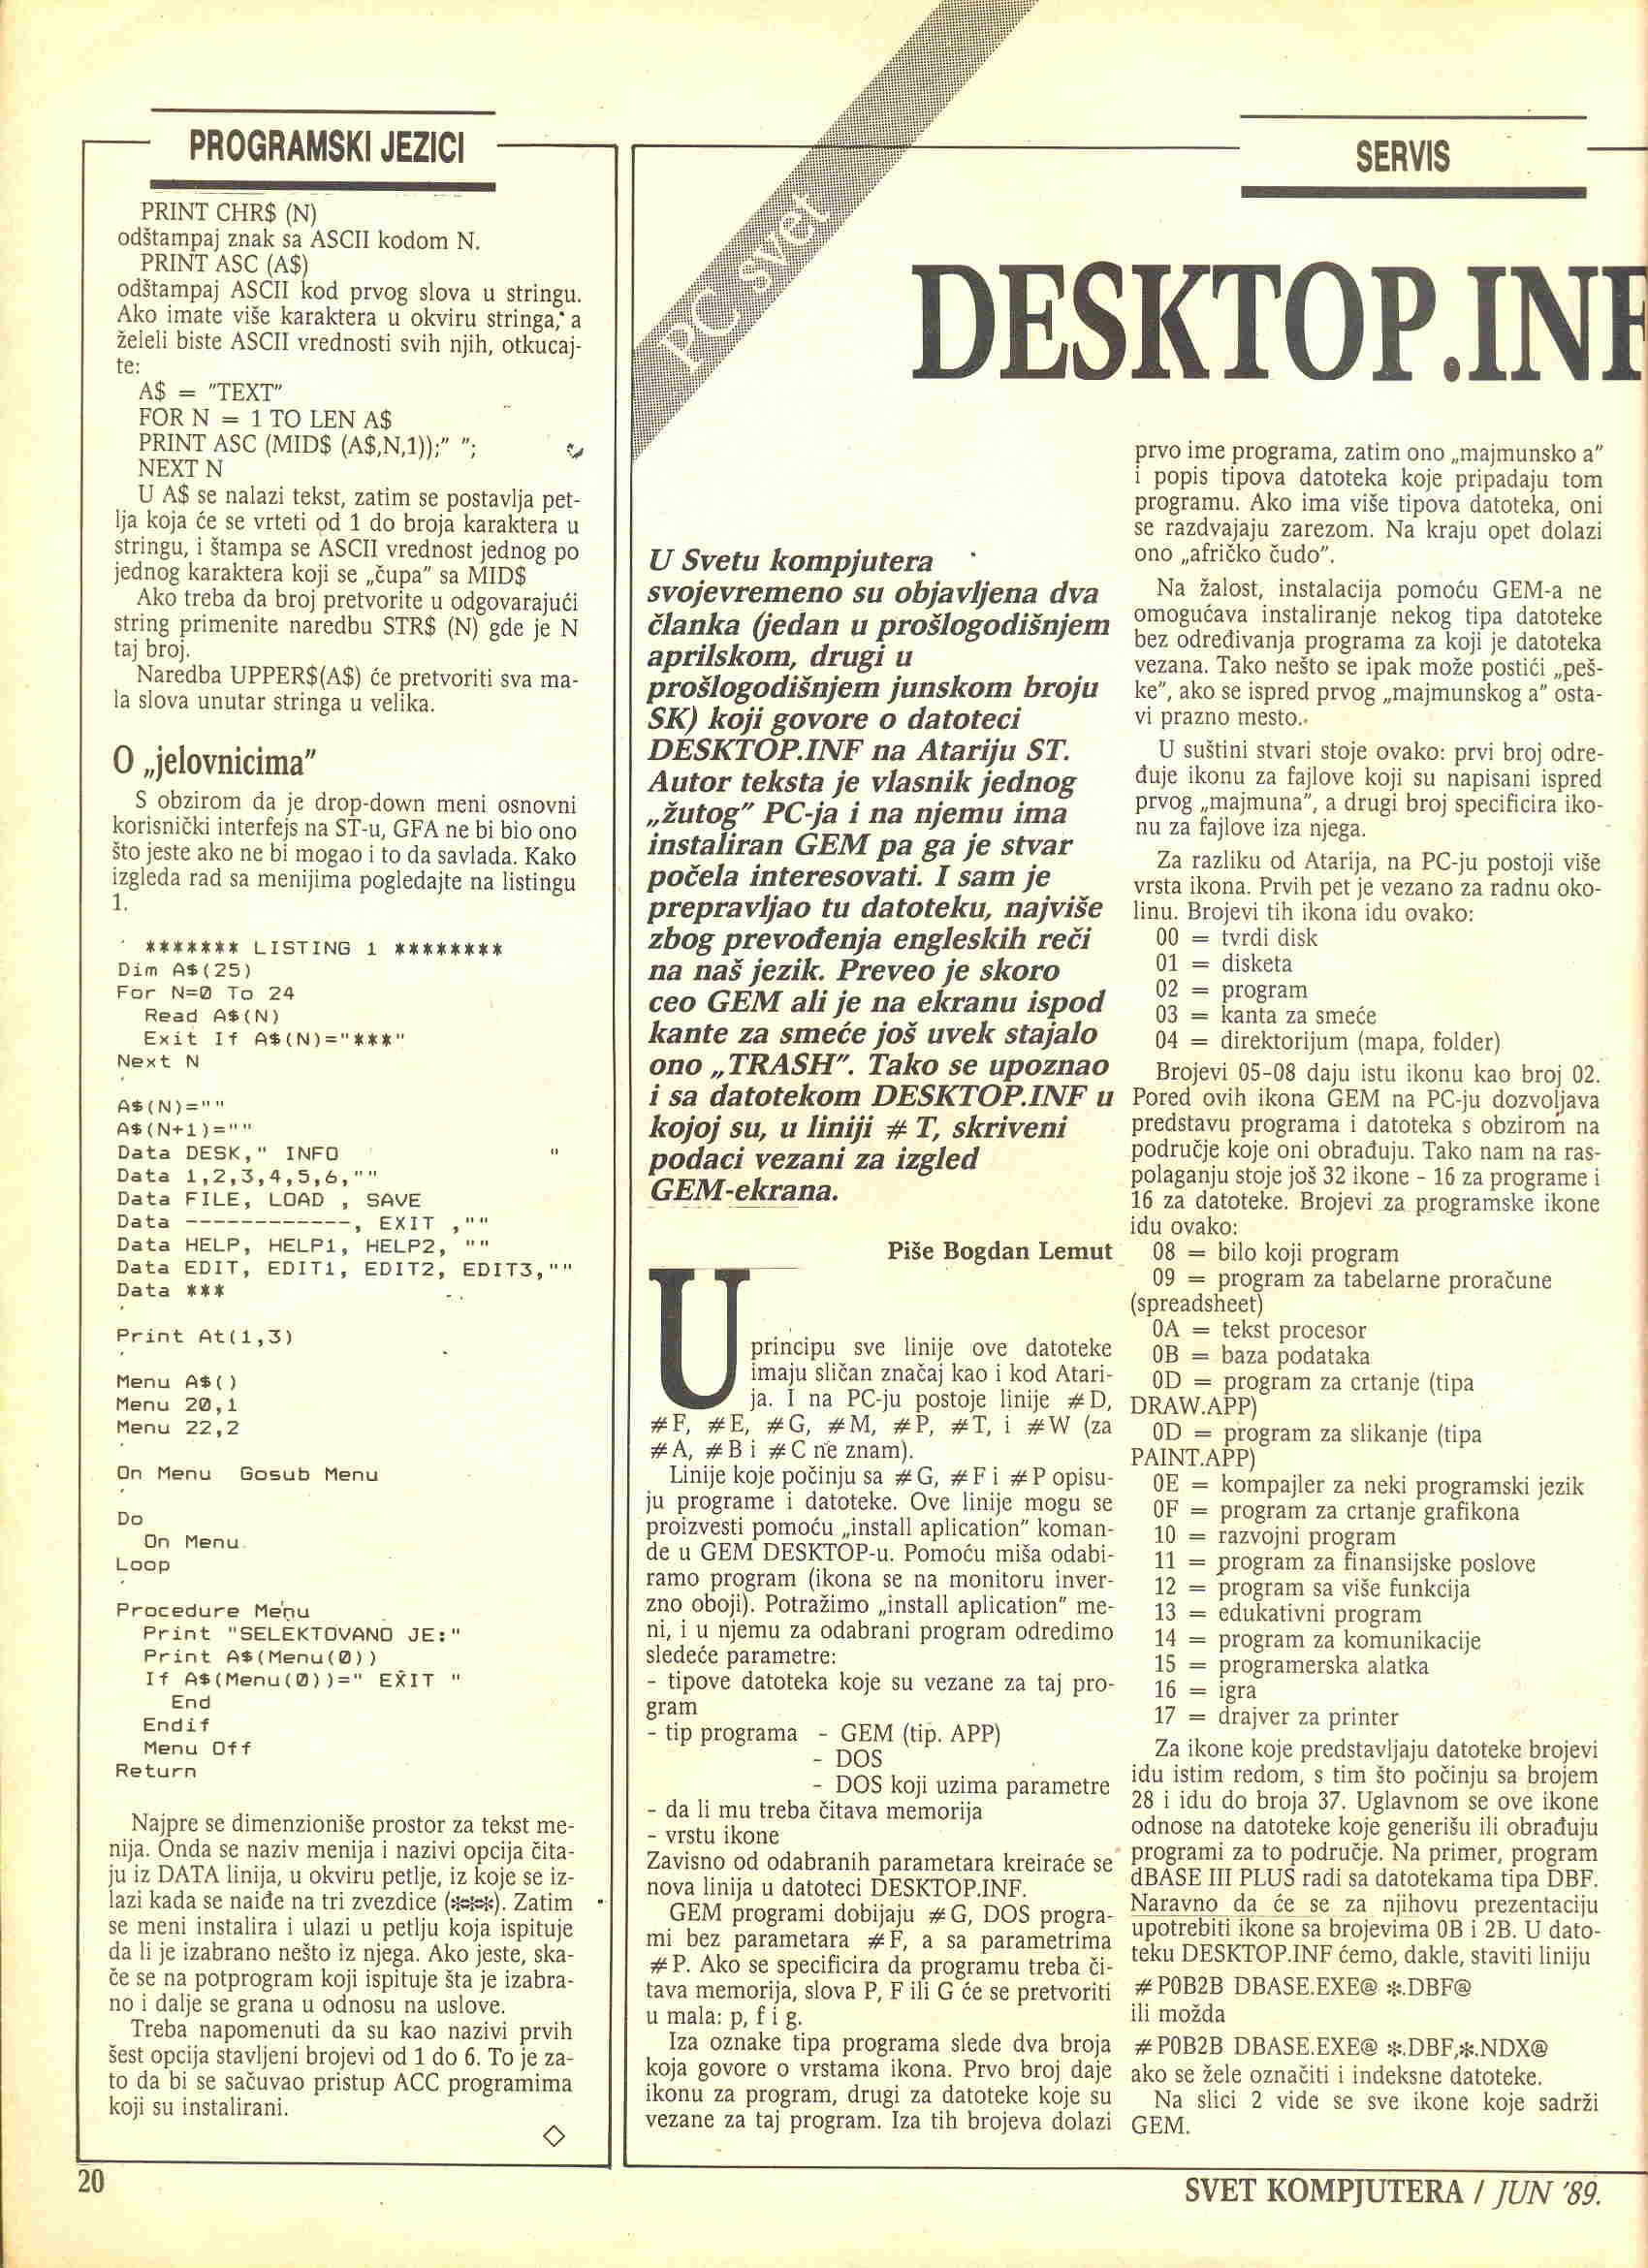 PROGRAMSKI JEZICI
PRINT CHR$ (N)
odštampaj znak sa ASCII kodom N.
PRINT ASC (A$)
odštampaj ASCII kod prvog slova u stringu.
Ako imate više karaktera u okviru stringa, a
želeli biste ASCII vrednosti svih njih, otkucaj-
te:
A$ = "TEXT"
FOR N = 1 TO LEN A$
PRINT ASC (MID$ (A$,N,1));" ";
NEXT N
U A$ se nalazi tekst, zatim se postavlja pet-
lja koja će se vrteti od 1 do broja karaktera u
stringu, i štampa se ASCII vrednost jednog po
jednog karaktera koji se „čupa" sa MID$
Ako treba da broj pretvorite u odgovarajući
string primenite naredbu STR$ (N) gde je N
taj broj.
Naredba UPPER$(A$) će pretvoriti sva ma-
la slova unutar stringa u velika.
O „jelovnicima"
S obzirom da je drop-down meni osnovni
korisnički interfejs na ST-u, GFA ne bi bio ono
što jeste ako ne bi mogao i to da savlada. Kako
izgleda rad sa menijima pogledajte na listingu
1.
' ******* LISTING 1 ********
Dim A$(25)
For N=0 To 24
Read A$(N)
Exit If A$(N)="***"
Next N
'
A$(N)=""
A$(N+1)=""
Data DESK," INFO "
Data 1,2,3,4,5,6,""
Data FILE, LOAD , SAVE
Data ------------, EXIT ,""
Data HELP, HELP1, HELP2, ""
Data EDIT, EDIT1, EDIT2, EDIT3,""
Data ***
'
Print At(1,3)
'
Menu A$()
Menu 20,1
Menu 22,2
'
On Menu Gosub Menu
'
Do
On Menu
Loop
'
Procedure Menu
Print "SELEKTOVANO JE:"
Print A$(Menu(0))
If A$(Menu(0))=" EXIT "
End
Endif
Menu Off
Return
Najpre se dimenzioniše prostor za tekst me-
nija. Onda se naziv menija i nazivi opcija čita-
ju iz DATA linija, u okviru petlje, iz koje se iz-
lazi kada se naiđe na tri zvezdice (***). Zatim
se meni instalira i ulazi u petlju koja ispituje
da li je izabrano nešto iz njega. Ako jeste, ska-
če se na potprogram koji ispituje šta je izabra-
no i dalje se grana u odnosu na uslove.
Treba napomenuti da su kao nazivi prvih
šest opcija stavljeni brojevi od 1 do 6. To je za-
to da bi se sačuvao pristup ACC programima
koji su instalirani.
◇
PC svet
SERVIS
DESKTOP.INF
U Svetu kompjutera
svojevremeno su objavljena dva
članka (jedan u prošlogodišnjem
aprilskom, drugi u
prošlogodišnjem junskom broju
SK) koji govore o datoteci
DESKTOP.INF na Atariju ST.
Autor teksta je vlasnik jednog
„žutog" PC-ja i na njemu ima
instaliran GEM pa ga je stvar
počela interesovati. I sam je
prepravljao tu datoteku, najviše
zbog prevođenja engleskih reči
na naš jezik. Preveo je skoro
ceo GEM ali je na ekranu ispod
kante za smeće još uvek stajalo
ono „TRASH". Tako se upoznao
i sa datotekom DESKTOP.INF u
kojoj su, u liniji # T, skriveni
podaci vezani za izgled
GEM-ekrana.
Piše Bogdan Lemut
U principu sve linije ove datoteke
imaju sličan značaj kao i kod Atari-
ja. I na PC-ju postoje linije #D,
#F, #E, #G, #M, #P, #T, i #W (za
#A, #B i #C ne znam).
Linije koje počinju sa #G, #F i #P opisu-
ju programe i datoteke. Ove linije mogu se
proizvesti pomoću „install aplication" koman-
de u GEM DESKTOP-u. Pomoću miša odabi-
ramo program (ikona se na monitoru inver-
zno oboji). Potražimo „install aplication" me-
ni, i u njemu za odabrani program odredimo
sledeće parametre:
- tipove datoteka koje su vezane za taj pro-
gram
- tip programa - GEM (tip. APP)
- DOS
- DOS koji uzima parametre
- da li mu treba čitava memorija
- vrstu ikone
Zavisno od odabranih parametara kreiraće se
nova linija u datoteci DESKTOP.INF.
GEM programi dobijaju #G, DOS progra-
mi bez parametara #F, a sa parametrima
#P. Ako se specificira da programu treba či-
tava memorija, slova P, F ili G će se pretvoriti
u mala: p, f i g.
Iza oznake tipa programa slede dva broja
koja govore o vrstama ikona. Prvo broj daje
ikonu za program, drugi za datoteke koje su
vezane za taj program. Iza tih brojeva dolazi
prvo ime programa, zatim ono „majmunsko a"
i popis tipova datoteka koje pripadaju tom
programu. Ako ima više tipova datoteka, oni
se razdvajaju zarezom. Na kraju opet dolazi
ono „afričko čudo".
Na žalost, instalacija pomoću GEM-a ne
omogućava instaliranje nekog tipa datoteke
bez određivanja programa za koji je datoteka
vezana. Tako nešto se ipak može postići „peš-
ke", ako se ispred prvog „majmunskog a" osta-
vi prazno mesto.
U suštini stvari stoje ovako: prvi broj odre-
đuje ikonu za fajlove koji su napisani ispred
prvog „majmuna", a drugi broj specificira iko-
nu za fajlove iza njega.
Za razliku od Atarija, na PC-ju postoji više
vrsta ikona. Prvih pet je vezano za radnu oko-
linu. Brojevi tih ikona idu ovako:
00 = tvrdi disk
01 = disketa
02 = program
03 = kanta za smeće
04 = direktorijum (mapa, folder)
Brojevi 05-08 daju istu ikonu kao broj 02.
Pored ovih ikona GEM na PC-ju dozvoljava
predstavu programa i datoteka s obzirom na
područje koje oni obrađuju. Tako nam na ras-
polaganju stoje još 32 ikone - 16 za programe i
16 za datoteke. Brojevi za programske ikone
idu ovako:
08 = bilo koji program
09 = program za tabelarne proračune
(spreadsheet)
0A = tekst procesor
0B = baza podataka
0D = program za crtanje (tipa
DRAW.APP)
0D = program za slikanje (tipa
PAINT.APP)
0E = kompajler za neki programski jezik
0F = program za crtanje grafikona
10 = razvojni program
11 = program za finansijske poslove
12 = program sa više funkcija
13 = edukativni program
14 = program za komunikacije
15 = programerska alatka
16 = igra
17 = drajver za printer
Za ikone koje predstavljaju datoteke brojevi
idu istim redom, s tim što počinju sa brojem
28 i idu do broja 37. Uglavnom se ove ikone
odnose na datoteke koje generišu ili obrađuju
programi za to područje. Na primer, program
dBASE III PLUS radi sa datotekama tipa DBF.
Naravno da će se za njihovu prezentaciju
upotrebiti ikone sa brojevima 0B i 2B. U dato-
teku DESKTOP.INF ćemo, dakle, staviti liniju
#P0B2B DBASE.EXE@ *.DBF@
ili možda
#P0B2B DBASE.EXE@ *.DBF,*.NDX@
ako se žele označiti i indeksne datoteke.
Na slici 2 vide se sve ikone koje sadrži
GEM.
20
SVET KOMPJUTERA / JUN '89.